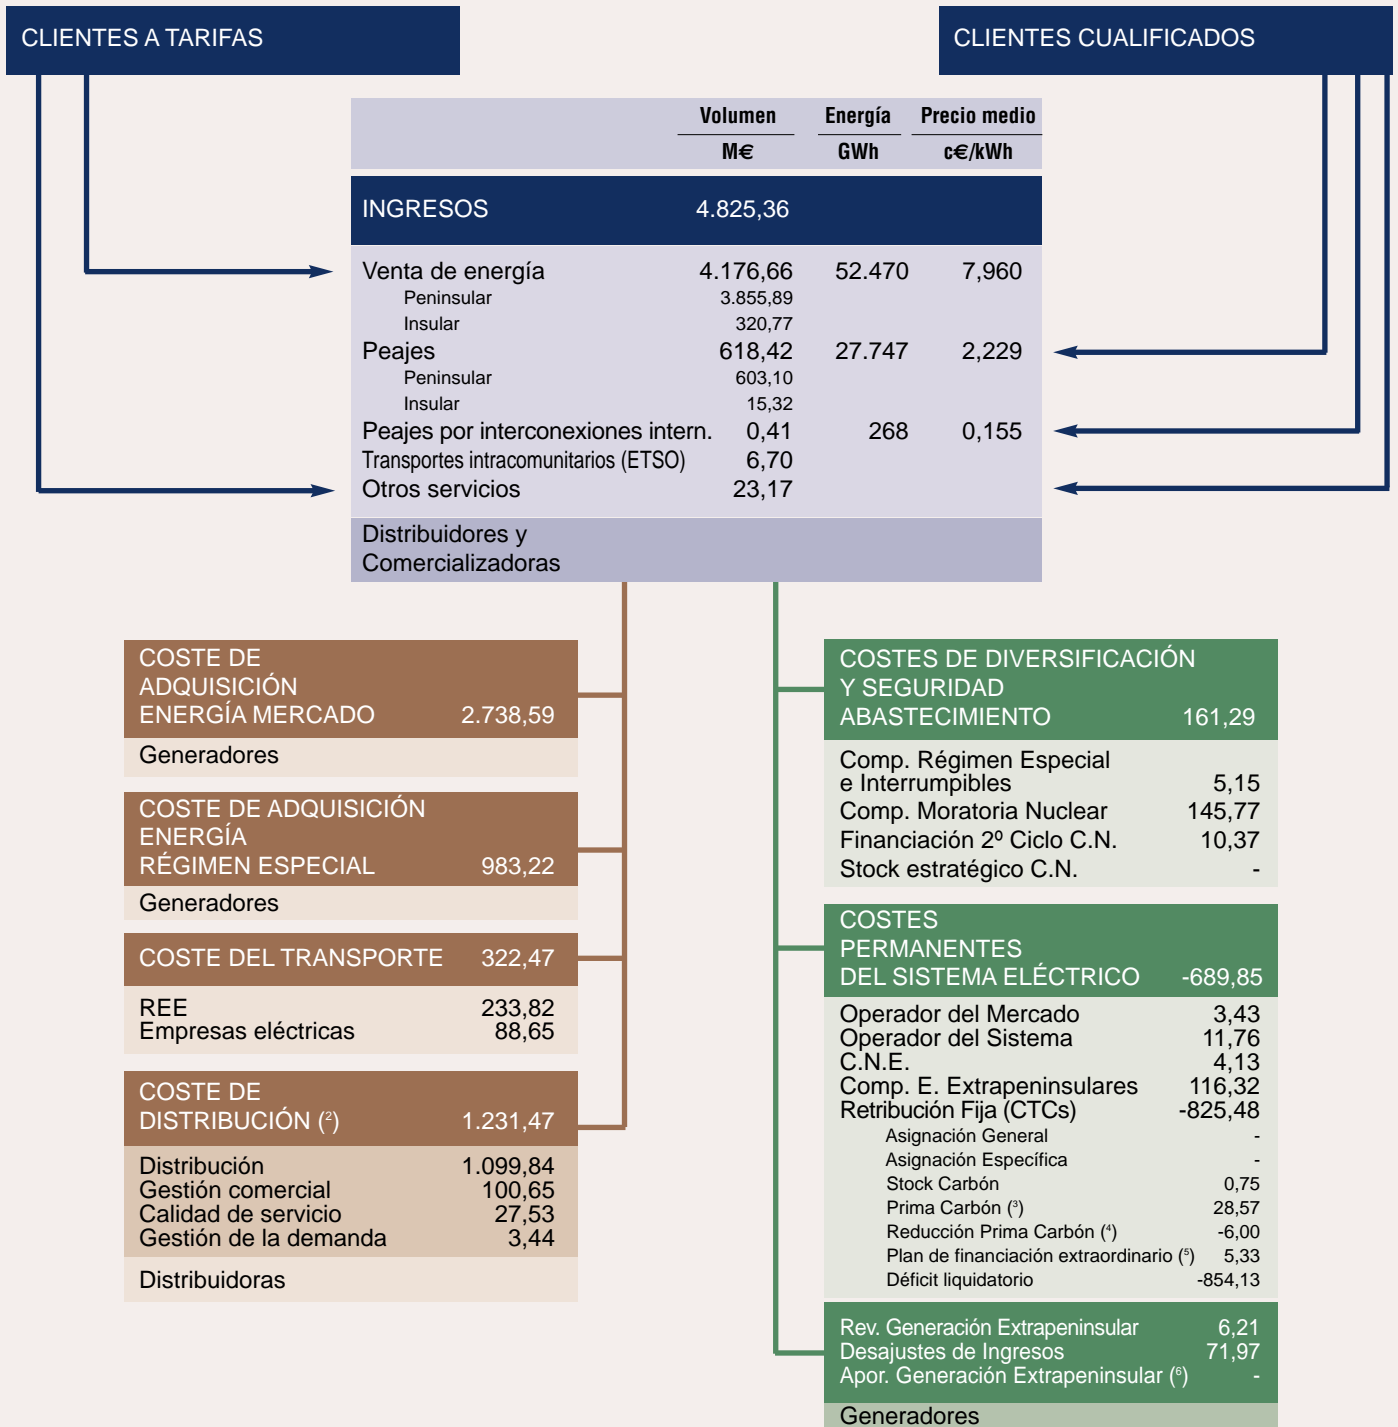 CLIENTES A TARIFAS
CLIENTES CUALIFICADOS
Volumen Energía Precio medio
M€ GWh c€/kWh
INGRESOS 4.825,36
Venta de energía 4.176,66 52.470 7,960
Peninsular 3.855,89
Insular 320,77
Peajes 618,42 27.747 2,229
Peninsular 603,10
Insular 15,32
Peajes por interconexiones intern. 0,41 268 0,155
Transportes intracomunitarios (ETSO) 6,70
Otros servicios 23,17
Distribuidores y
Comercializadoras
COSTE DE
ADQUISICIÓN
ENERGÍA MERCADO 2.738,59
Generadores
COSTE DE ADQUISICIÓN
ENERGÍA
RÉGIMEN ESPECIAL 983,22
Generadores
COSTE DEL TRANSPORTE 322,47
REE 233,82
Empresas eléctricas 88,65
COSTE DE
DISTRIBUCIÓN (²) 1.231,47
Distribución 1.099,84
Gestión comercial 100,65
Calidad de servicio 27,53
Gestión de la demanda 3,44
Distribuidoras
COSTES DE DIVERSIFICACIÓN
Y SEGURIDAD
ABASTECIMIENTO 161,29
Comp. Régimen Especial
e Interrumpibles 5,15
Comp. Moratoria Nuclear 145,77
Financiación 2º Ciclo C.N. 10,37
Stock estratégico C.N. -
COSTES
PERMANENTES
DEL SISTEMA ELÉCTRICO -689,85
Operador del Mercado 3,43
Operador del Sistema 11,76
C.N.E. 4,13
Comp. E. Extrapeninsulares 116,32
Retribución Fija (CTCs) -825,48
Asignación General -
Asignación Específica -
Stock Carbón 0,75
Prima Carbón (³) 28,57
Reducción Prima Carbón (⁴) -6,00
Plan de financiación extraordinario (⁵) 5,33
Déficit liquidatorio -854,13
Rev. Generación Extrapeninsular 6,21
Desajustes de Ingresos 71,97
Apor. Generación Extrapeninsular (⁶) -
Generadores